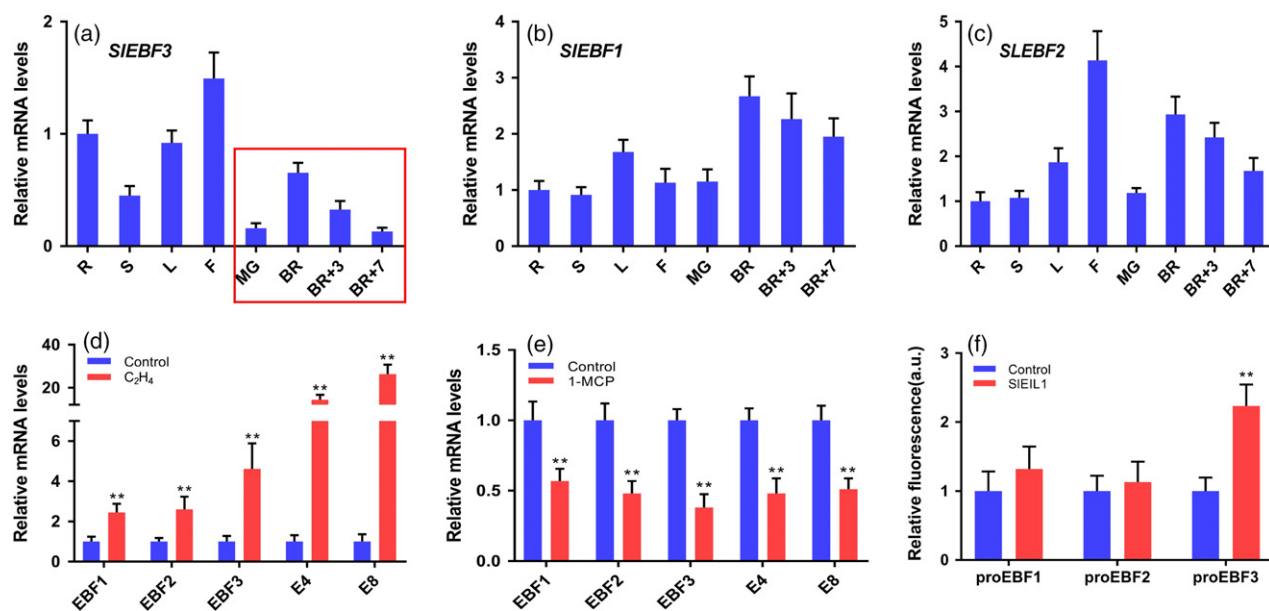 (a) SlEBF3
Relative mRNA levels
2
1
0
R S L F MG BR BR+3 BR+7
(b) SlEBF1
Relative mRNA levels
4
3
2
1
0
R S L F MG BR BR+3 BR+7
(c) SLEBF2
Relative mRNA levels
5
4
3
2
1
0
R S L F MG BR BR+3 BR+7
(d)
Control
C₂H₄
Relative mRNA levels
40
20
6
4
2
0
** ** ** ** **
EBF1 EBF2 EBF3 E4 E8
(e)
Control
1-MCP
Relative mRNA levels
1.5
1.0
0.5
0.0
** ** ** ** **
EBF1 EBF2 EBF3 E4 E8
(f)
Control
SlEIL1
Relative fluorescence(a.u.)
3
2
1
0
**
proEBF1 proEBF2 proEBF3